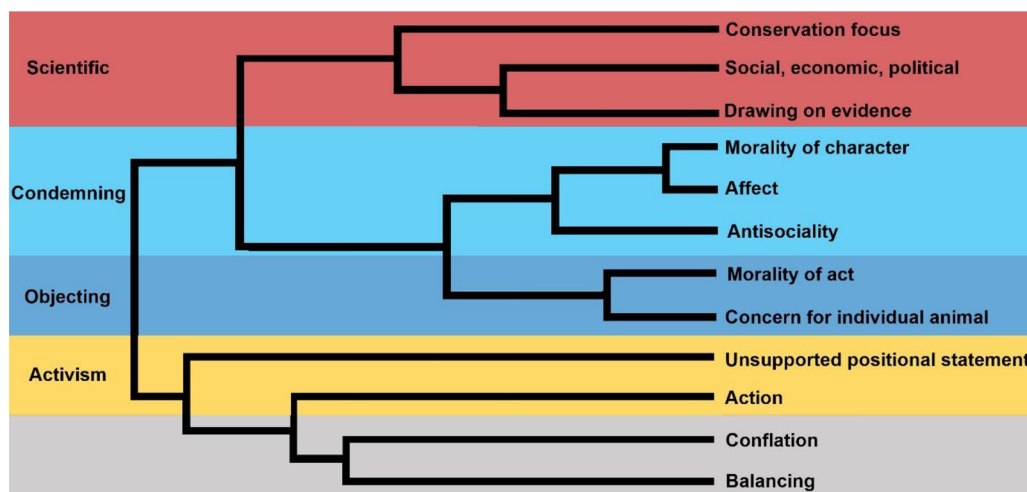 Scientific
Conservation focus
Social, economic, political
Drawing on evidence
Condemning
Morality of character
Affect
Antisociality
Objecting
Morality of act
Concern for individual animal
Activism
Unsupported positional statement
Action
Conflation
Balancing